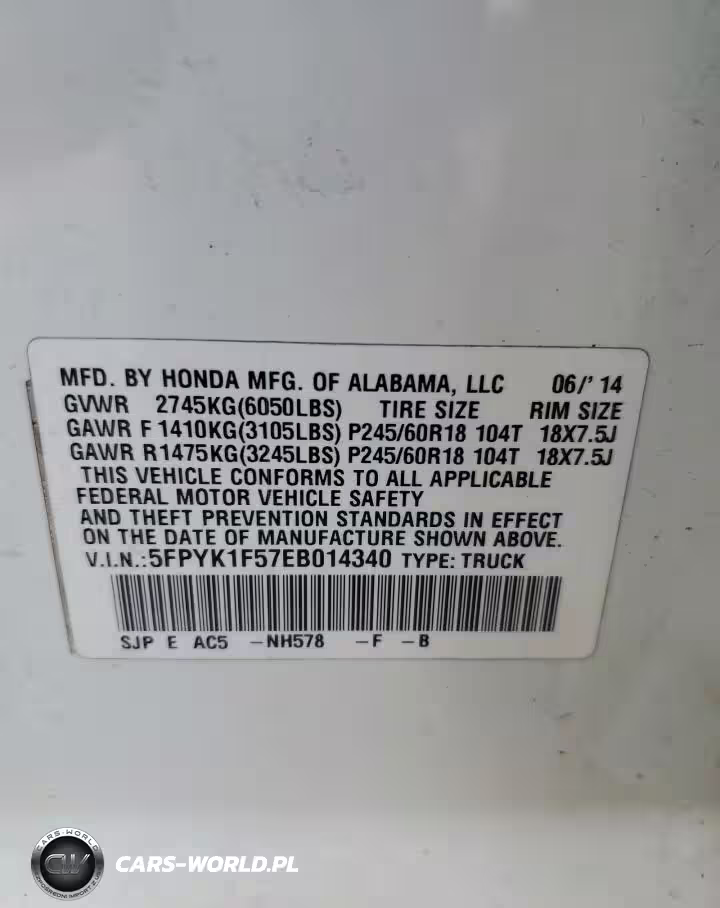 MFD. BY HONDA MFG. OF ALABAMA, LLC 06/' 14
GVWR 2745KG(6050LBS) TIRE SIZE RIM SIZE
GAWR F 1410KG(3105LBS) P245/60R18 104T 18X7.5J
GAWR R1475KG(3245LBS) P245/60R18 104T 18X7.5J
THIS VEHICLE CONFORMS TO ALL APPLICABLE
FEDERAL MOTOR VEHICLE SAFETY
AND THEFT PREVENTION STANDARDS IN EFFECT
ON THE DATE OF MANUFACTURE SHOWN ABOVE.
V.I.N.: 5FPYK1F57EB014340 TYPE: TRUCK
SJP E AC5 -NH578 -F -B
CARS-WORLD
CW
CARS-WORLD.PL